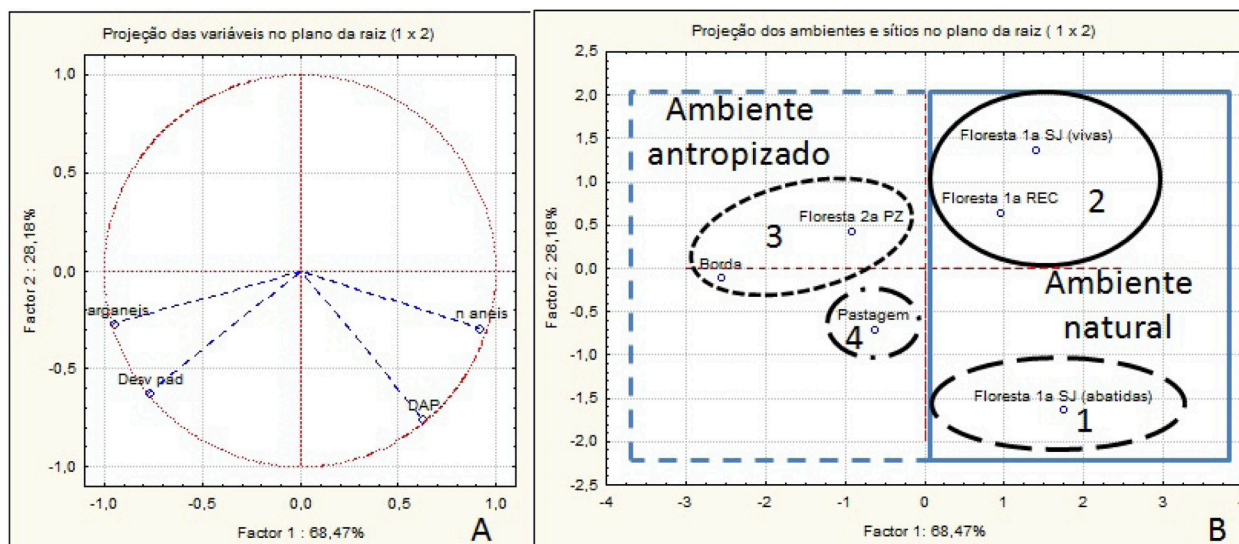 Projeção das variáveis no plano da raiz (1 x 2)
1,0
0,5
0,0
-0,5
-1,0
Factor 2 : 28,18%
arganeis
n aneis
Desv pad
DAP
-1,0 -0,5 0,0 0,5 1,0
Factor 1 : 68,47%
A
Projeção dos ambientes e sítios no plano da raiz ( 1 x 2)
2,5
2,0
1,5
1,0
0,5
0,0
-0,5
-1,0
-1,5
-2,0
-2,5
Factor 2: 28,18%
Ambiente
antropizado
Floresta 1a SJ (vivas)
Floresta 1a REC
2
Floresta 2a PZ
3
Borda
Ambiente
natural
Pastagem
4
Floresta 1a SJ (abatidas)
1
-4 -3 -2 -1 0 1 2 3
Factor 1: 68,47%
B